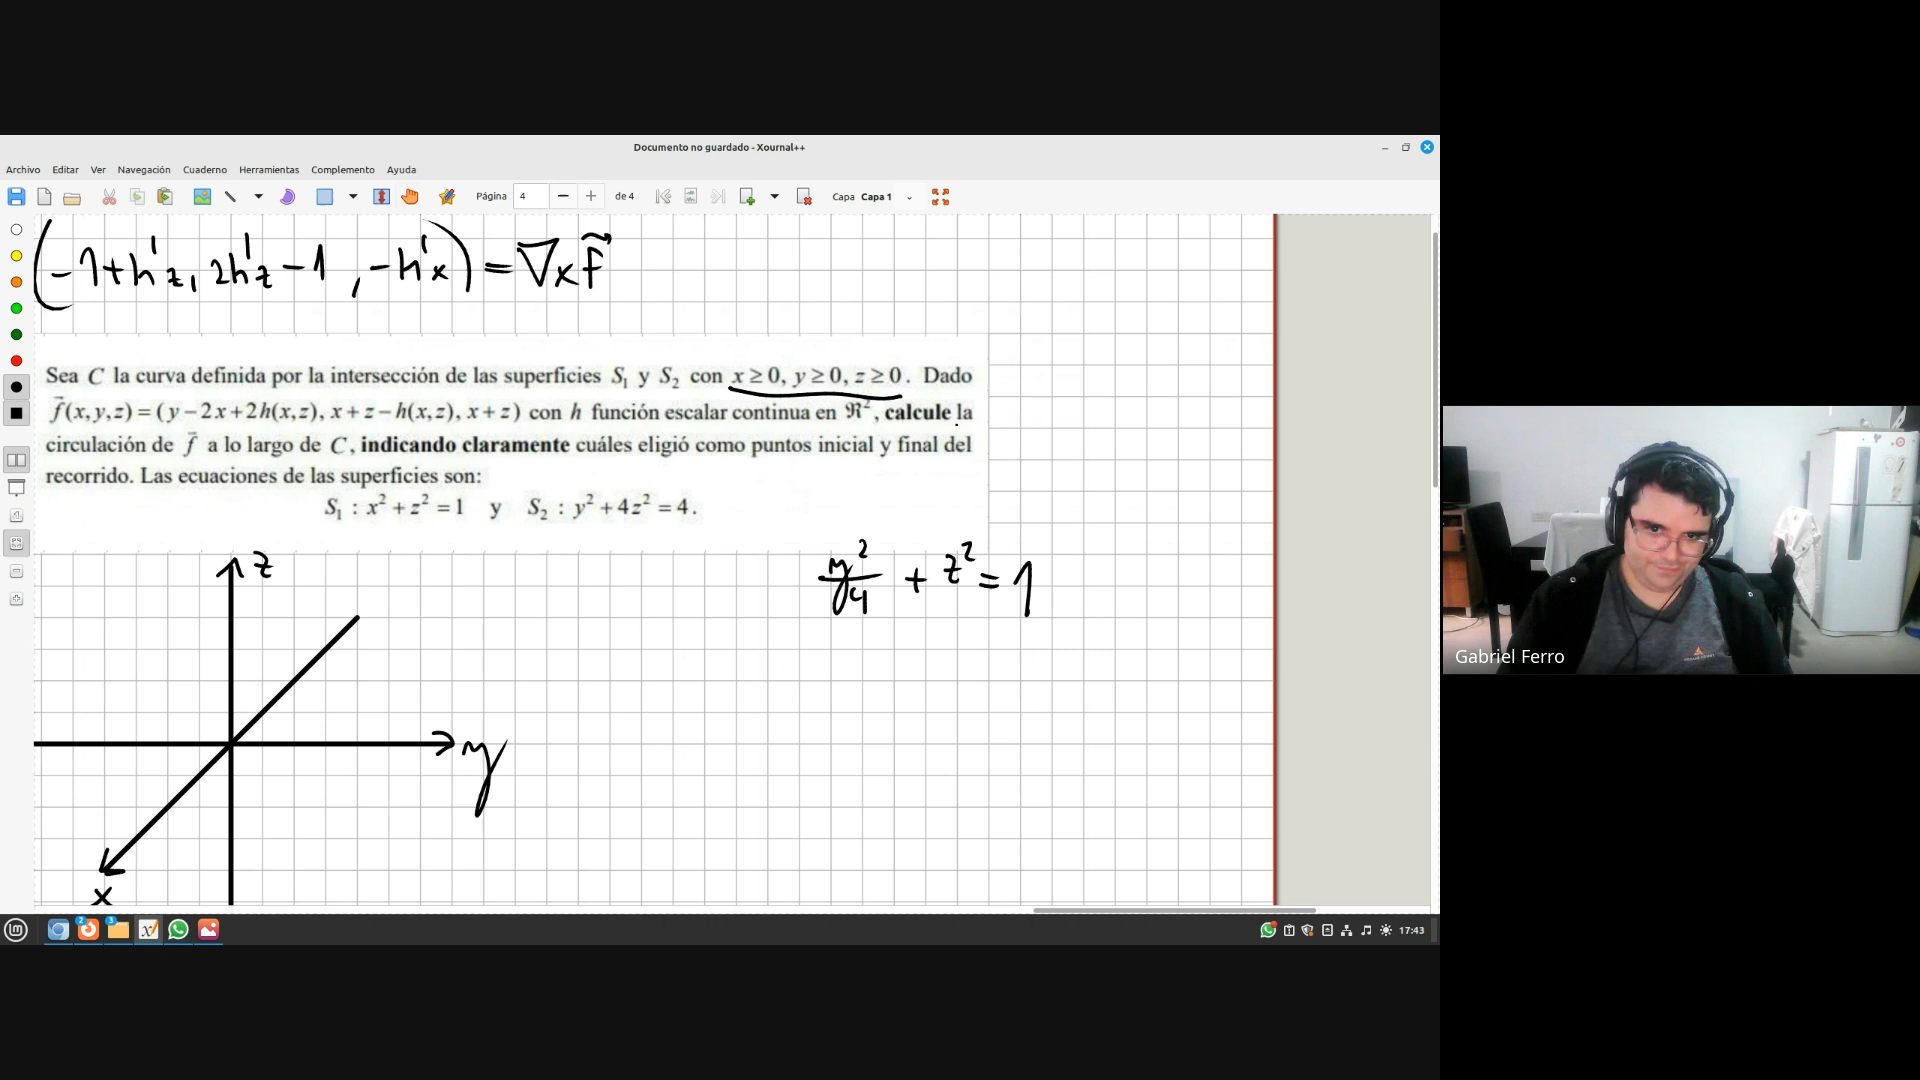 Documento no guardado - Xournal++
Archivo Editar Ver Navegación Cuaderno Herramientas Complemento Ayuda
Página 4 de 4 Capa Capa 1
(-1+h'z, 2h'z-1, -h'x) = ∇x f⃗
Sea C la curva definida por la intersección de las superficies S₁ y S₂ con x ≥ 0, y ≥ 0, z ≥ 0. Dado
f⃗(x,y,z) = (y−2x+2h(x,z), x+z−h(x,z), x+z) con h función escalar continua en ℜ², calcule la
circulación de f⃗ a lo largo de C, indicando claramente cuáles eligió como puntos inicial y final del
recorrido. Las ecuaciones de las superficies son:
S₁ : x² + z² = 1 y S₂ : y² + 4z² = 4.
z
y²/4 + z² = 1
y
x
Gabriel Ferro
2 3
17:43